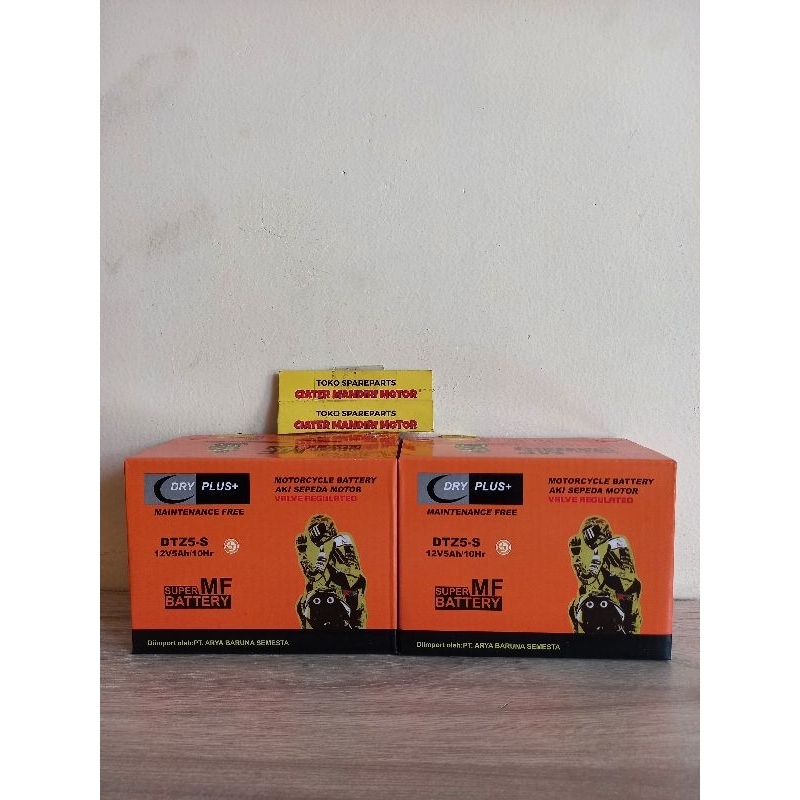 TOKO SPAREPARTS
CIATER MANDIRI MOTOR
TOKO SPAREPARTS
CIATER MANDIRI MOTOR
DRY PLUS+
MAINTENANCE FREE
MOTORCYCLE BATTERY
AKI SEPEDA MOTOR
VALVE REGULATED
DTZ5-S
12V5Ah/10Hr
SUPER MF
BATTERY
Diimport oleh:PT. ARYA BARUNA SEMESTA
DRY PLUS+
MAINTENANCE FREE
MOTORCYCLE BATTERY
AKI SEPEDA MOTOR
VALVE REGULATED
DTZ5-S
12V5Ah/10Hr
SUPER MF
BATTERY
Diimport oleh:PT. ARYA BARUNA SEMESTA